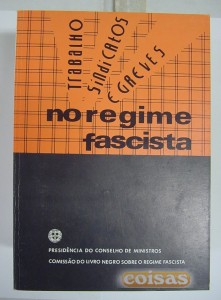 TRABALHO
SINDICATOS
E GREVES
no regime
fascista
PRESIDÊNCIA DO CONSELHO DE MINISTROS
COMISSÃO DO LIVRO NEGRO SOBRE O REGIME FASCISTA
coisas